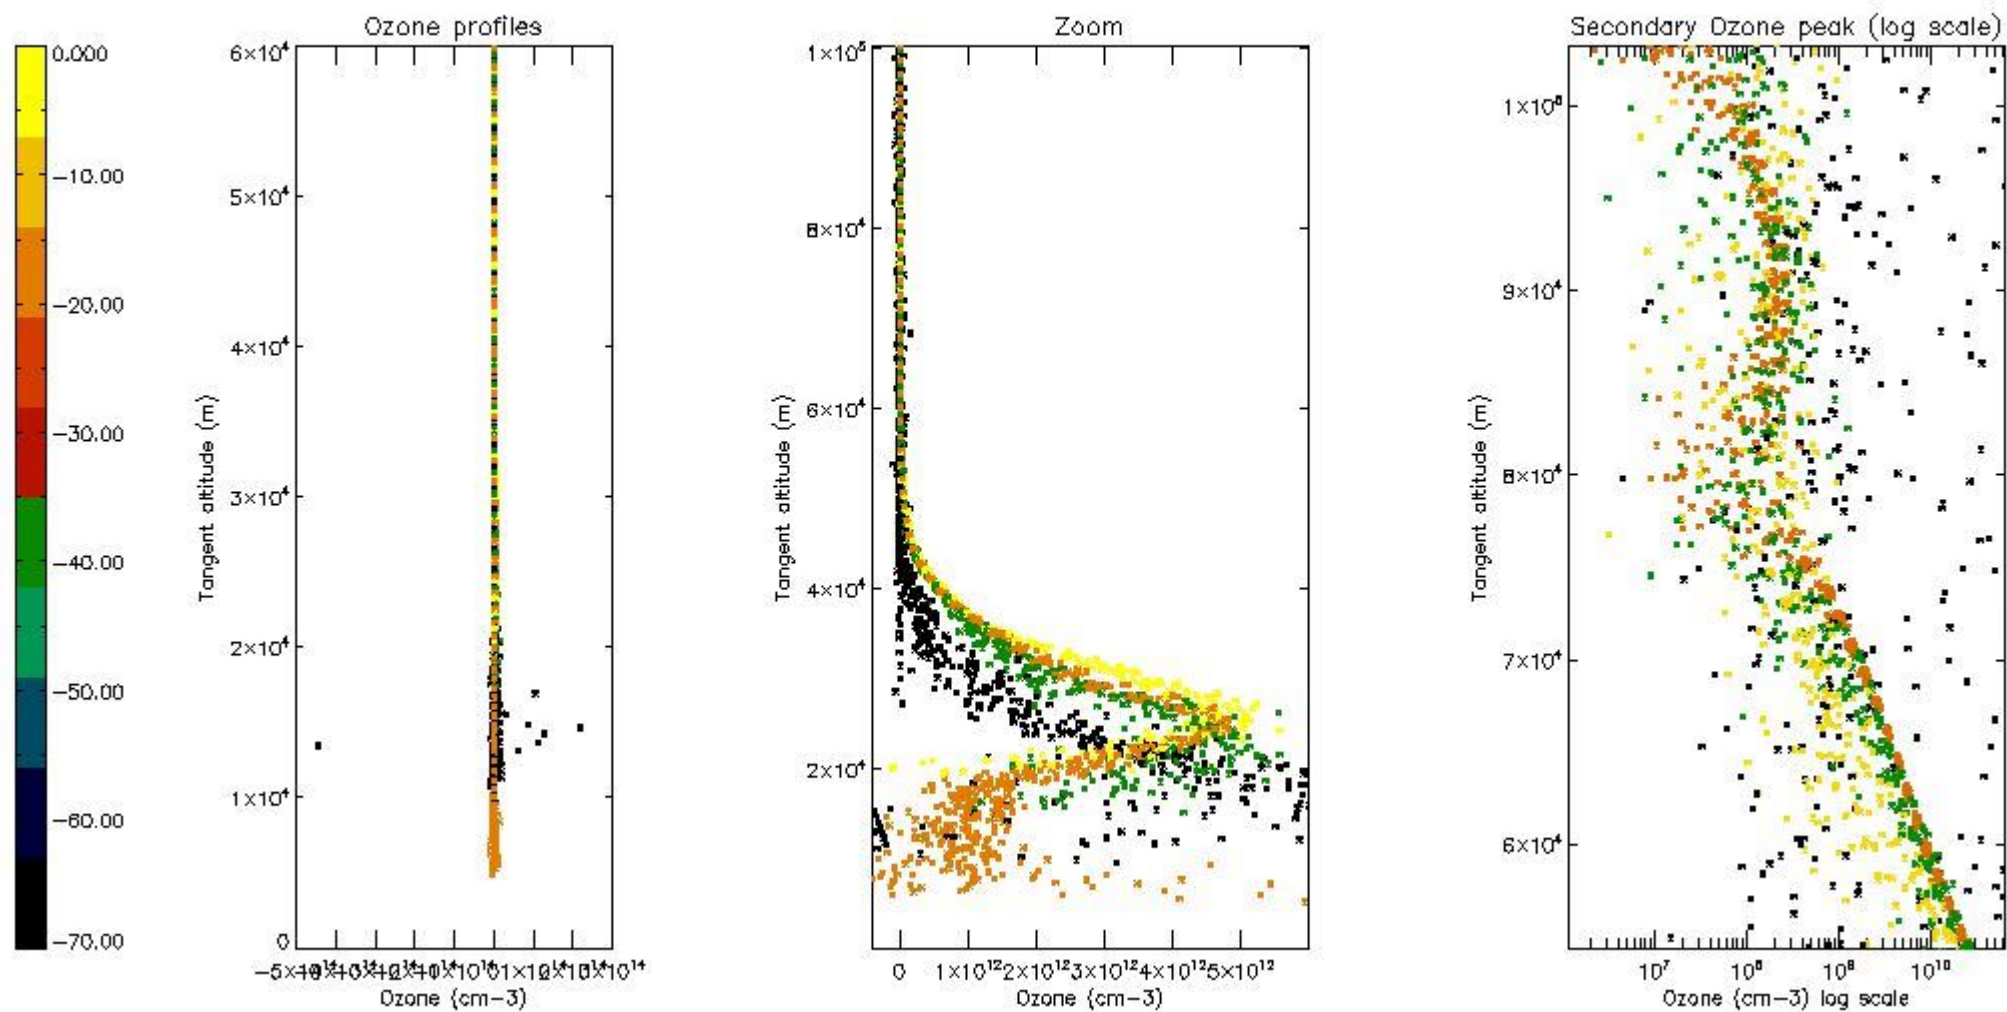 Ozone profiles
Zoom
Secondary Ozone peak (log scale)
0.000
−10.00
−20.00
−30.00
−40.00
−50.00
−60.00
−70.00
6×10⁴
5×10⁴
4×10⁴
3×10⁴
2×10⁴
1×10⁴
0
Tangent altitude (m)
Ozone (cm−3)
1×10⁵
8×10⁴
6×10⁴
4×10⁴
2×10⁴
Tangent altitude (m)
0 1×10¹² 2×10¹² 3×10¹² 4×10¹² 5×10¹²
Ozone (cm−3)
9×10⁴
8×10⁴
7×10⁴
6×10⁴
Tangent altitude (m)
10⁷ 10⁸ 10⁹ 10¹⁰
Ozone (cm−3) log scale